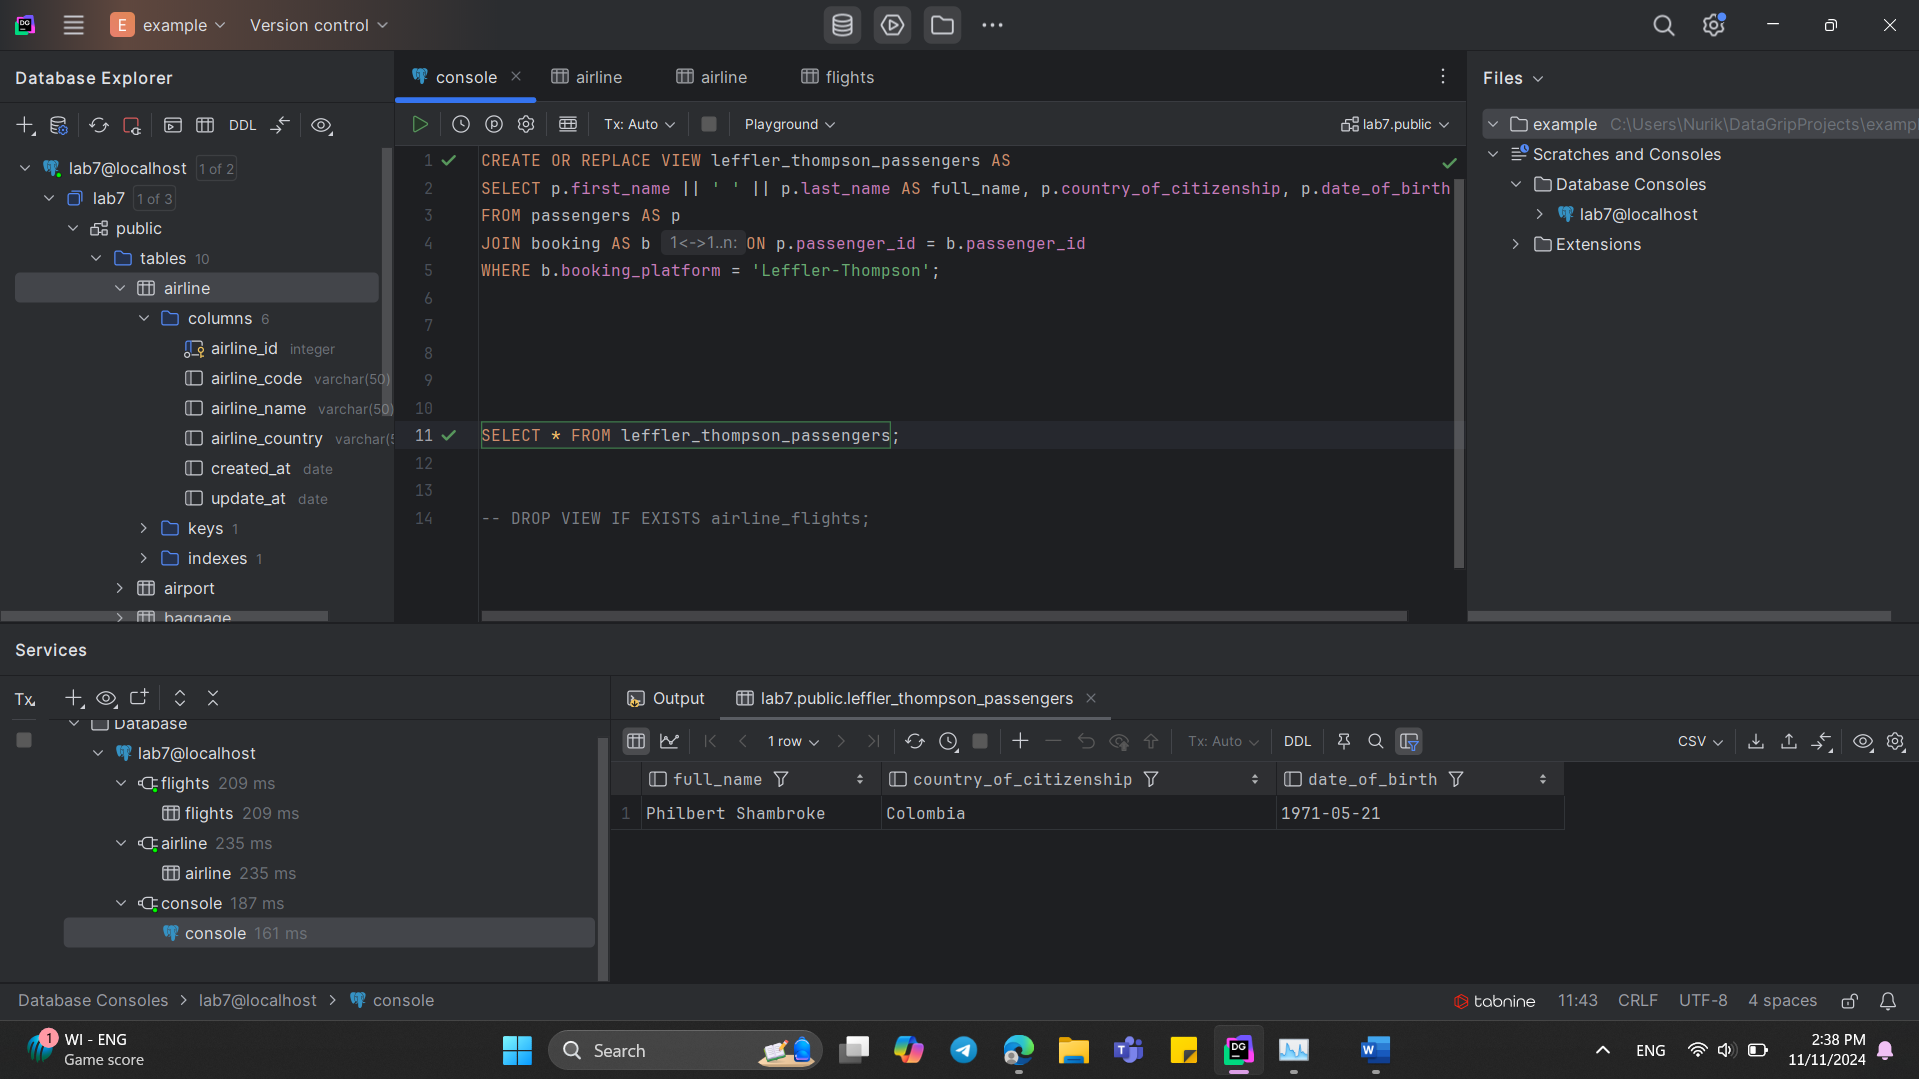 E example Version control
Database Explorer
console
airline
airline
flights
Files
DDL
Tx: Auto
Playground
lab7.public
lab7@localhost 1 of 2
lab7 1 of 3
public
tables 10
airline
columns 6
airline_id integer
airline_code varchar(50)
airline_name varchar(50)
airline_country varchar(
created_at date
update_at date
keys 1
indexes 1
airport
baggage
1 CREATE OR REPLACE VIEW leffler_thompson_passengers AS
2 SELECT p.first_name || ' ' || p.last_name AS full_name, p.country_of_citizenship, p.date_of_birth
3 FROM passengers AS p
4 JOIN booking AS b 1<->1..n: ON p.passenger_id = b.passenger_id
5 WHERE b.booking_platform = 'Leffler-Thompson';
6
7
8
9
10
11 SELECT * FROM leffler_thompson_passengers;
12
13
14 -- DROP VIEW IF EXISTS airline_flights;
example C:\Users\Nurik\DataGripProjects\exampl
Scratches and Consoles
Database Consoles
lab7@localhost
Extensions
Services
Tx
Database
lab7@localhost
flights 209 ms
flights 209 ms
airline 235 ms
airline 235 ms
console 187 ms
console 161 ms
Output
lab7.public.leffler_thompson_passengers
1 row
Tx: Auto
DDL
CSV
full_name country_of_citizenship date_of_birth
1 Philbert Shambroke Colombia 1971-05-21
Database Consoles > lab7@localhost > console
tabnine 11:43 CRLF UTF-8 4 spaces
1
WI - ENG
Game score
Search
ENG
2:38 PM
11/11/2024